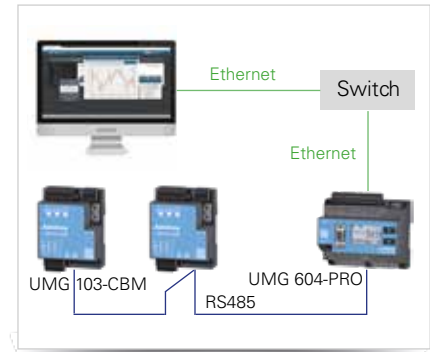 Ethernet
Switch
Ethernet
UMG 103-CBM
UMG 604-PRO
RS485